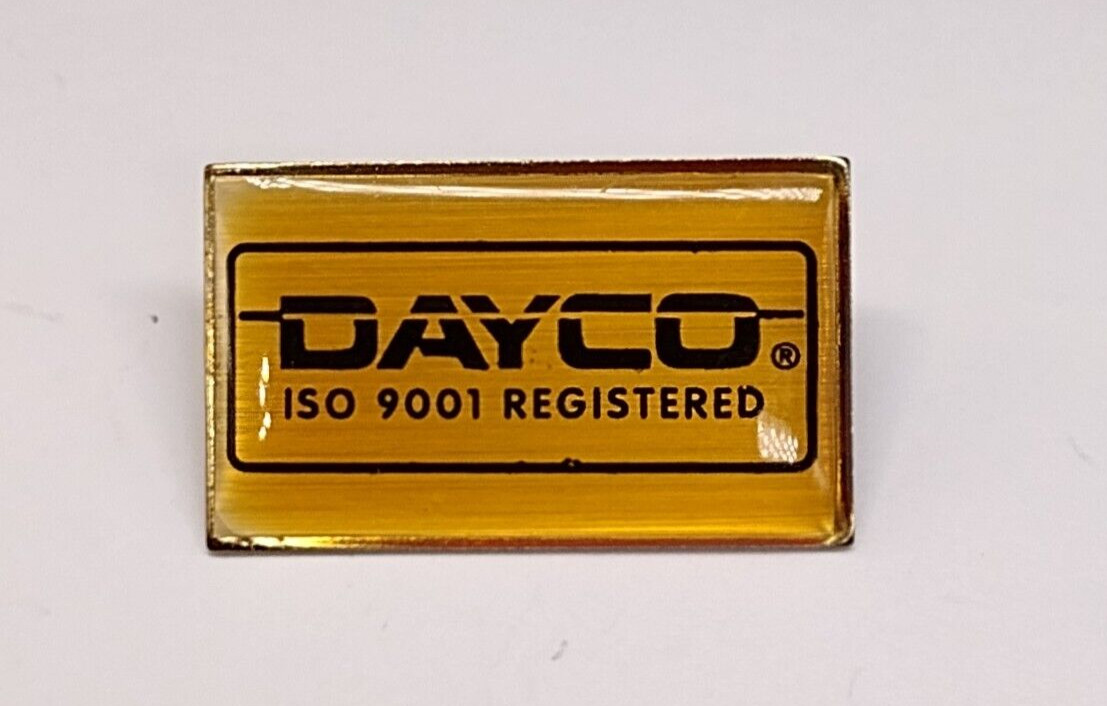 DAYCO®
ISO 9001 REGISTERED